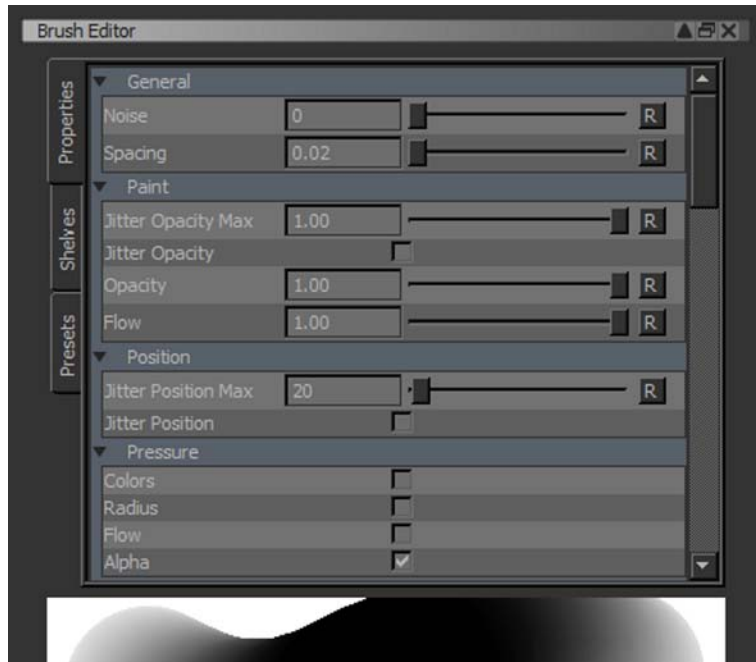 Brush Editor
Properties
Shelves
Presets
General
Noise 0 R
Spacing 0.02 R
Paint
Jitter Opacity Max 1.00 R
Jitter Opacity
Opacity 1.00 R
Flow 1.00 R
Position
Jitter Position Max 20 R
Jitter Position
Pressure
Colors
Radius
Flow
Alpha